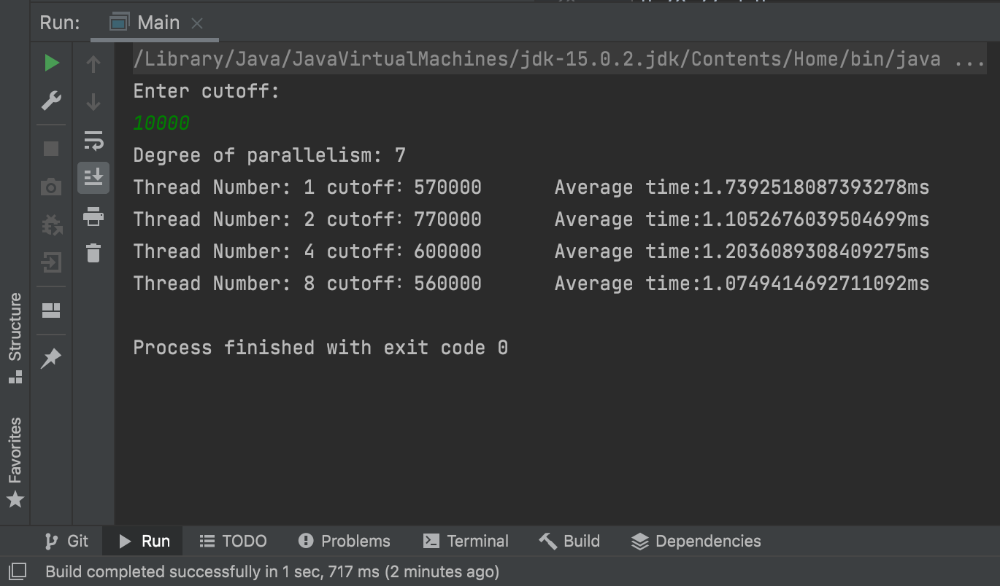 Run: Main
/Library/Java/JavaVirtualMachines/jdk-15.0.2.jdk/Contents/Home/bin/java ...
Enter cutoff:
10000
Degree of parallelism: 7
Thread Number: 1 cutoff: 570000 Average time:1.7392518087393278ms
Thread Number: 2 cutoff: 770000 Average time:1.1052676039504699ms
Thread Number: 4 cutoff: 600000 Average time:1.2036089308409275ms
Thread Number: 8 cutoff: 560000 Average time:1.0749414692711092ms
Process finished with exit code 0
Structure
Favorites
Git Run TODO Problems Terminal Build Dependencies
Build completed successfully in 1 sec, 717 ms (2 minutes ago)